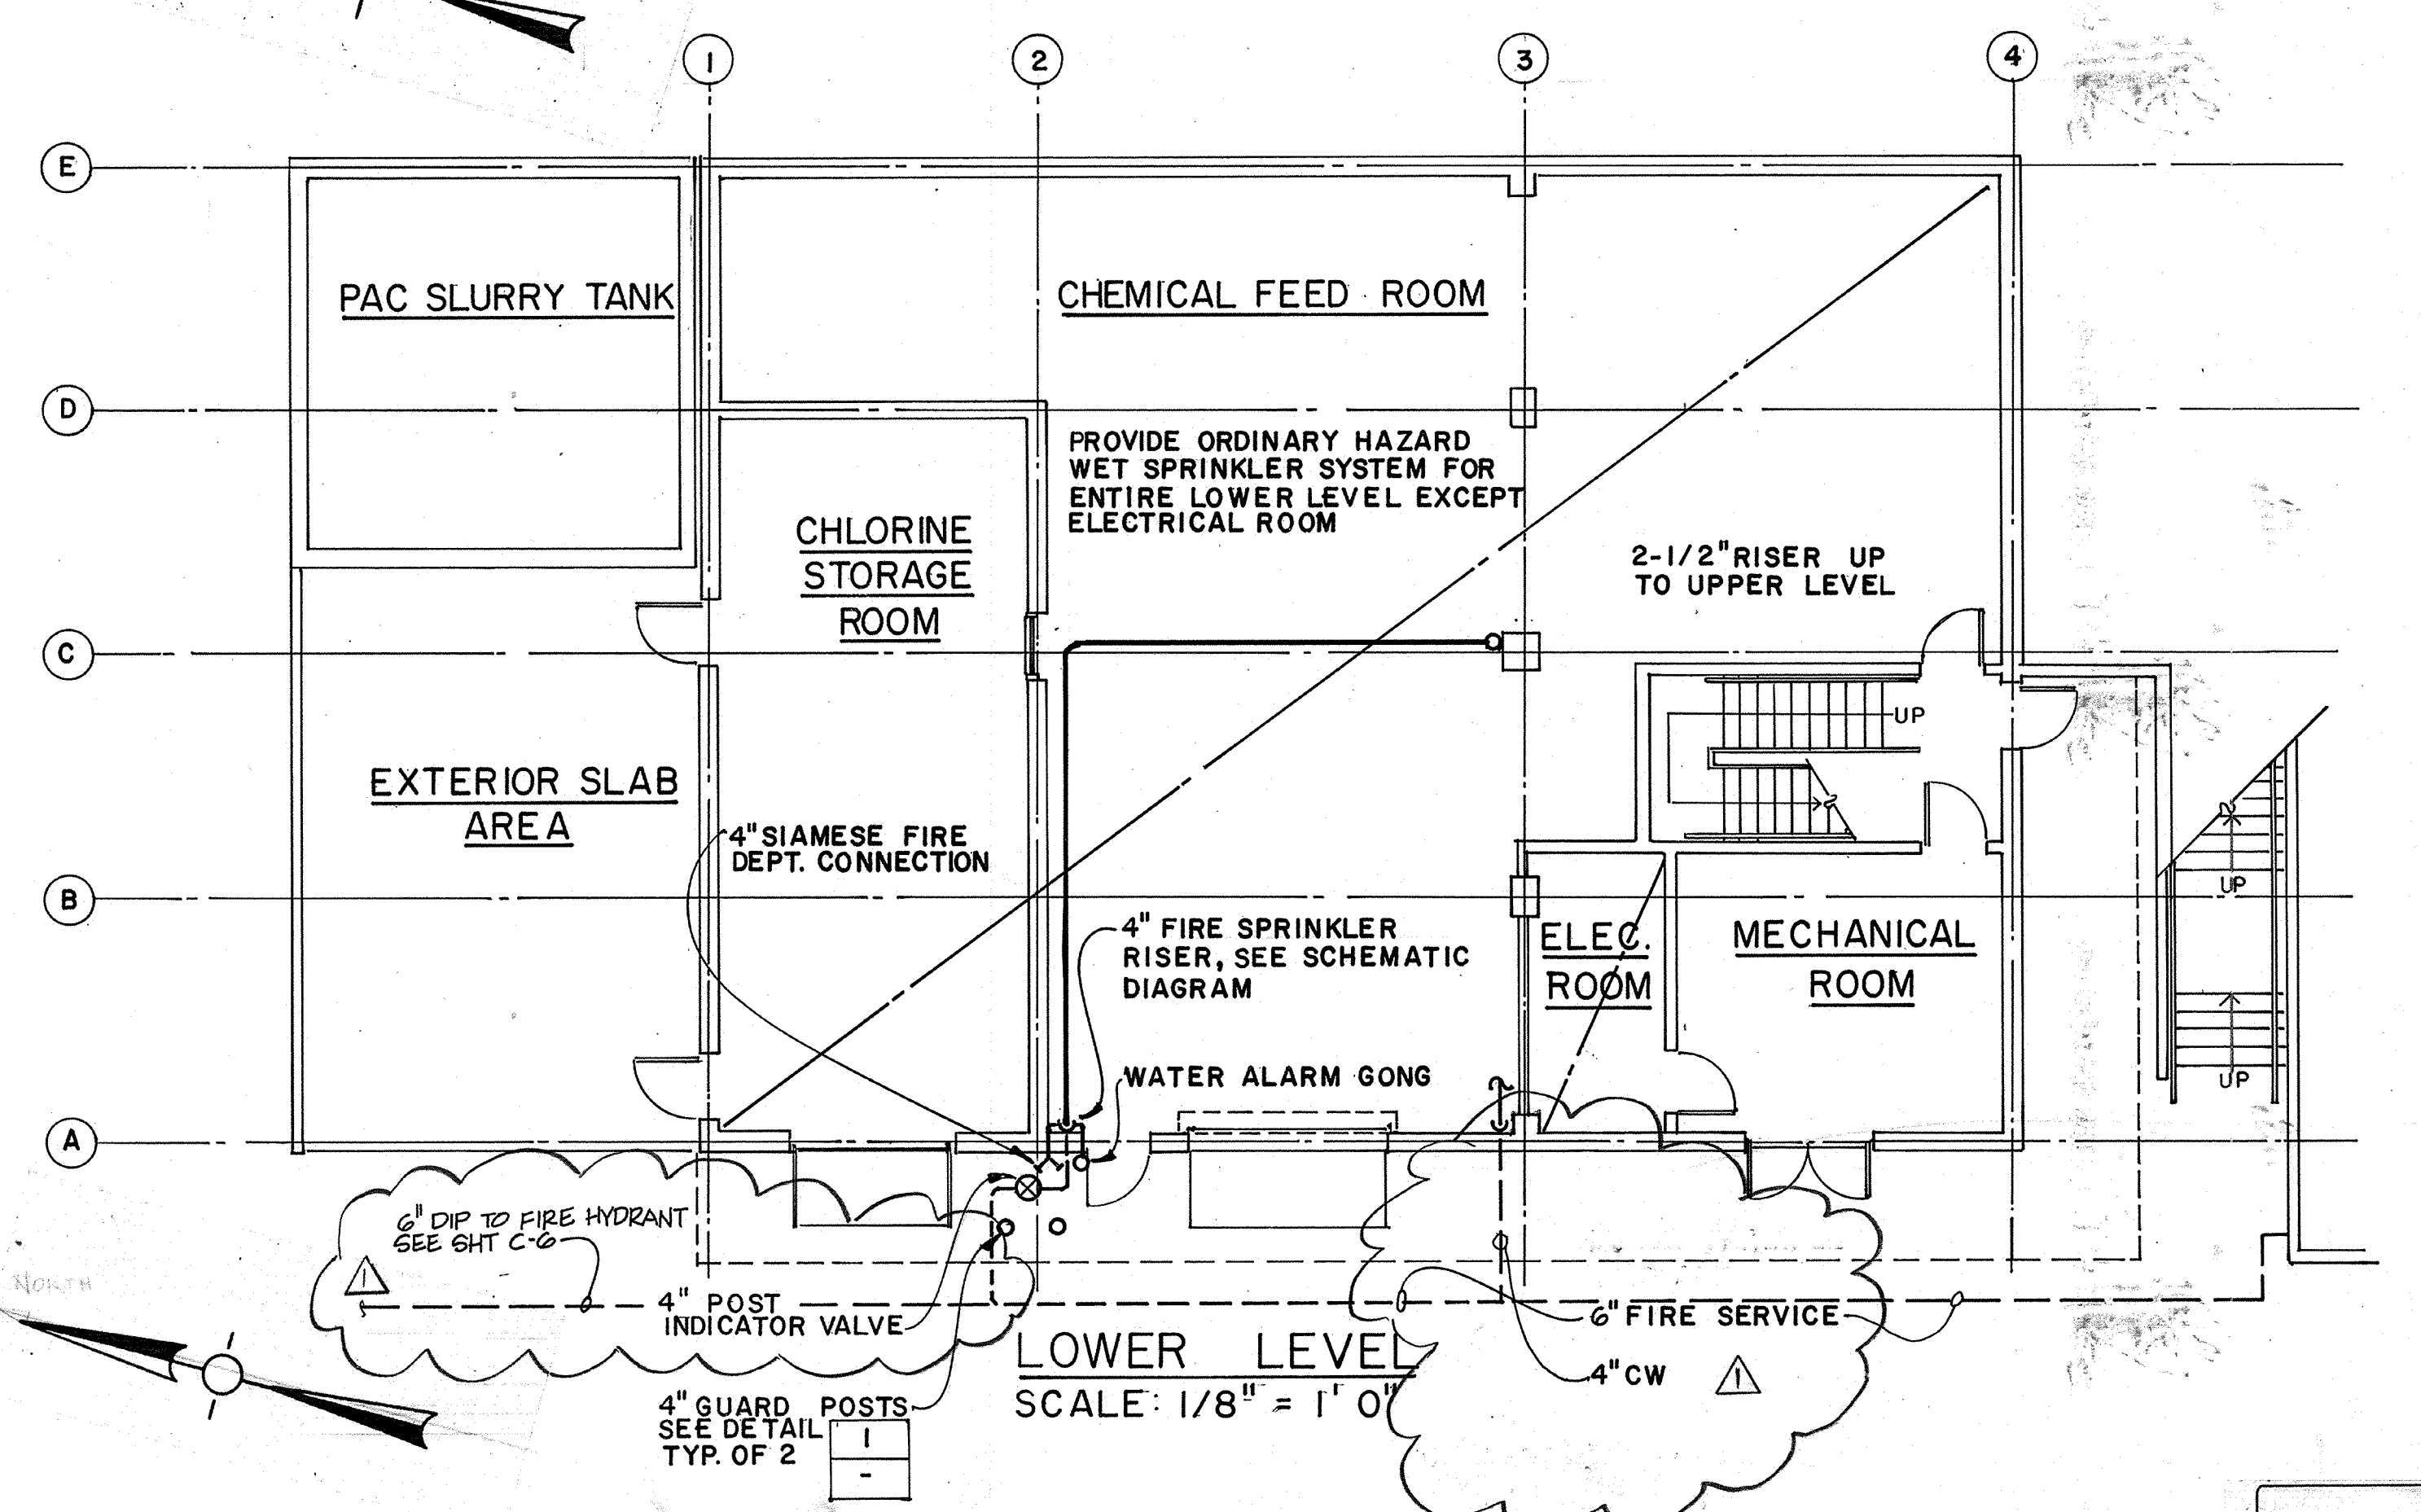 1
2
3
4
E
D
C
B
A
PAC SLURRY TANK
CHEMICAL FEED ROOM
PROVIDE ORDINARY HAZARD
WET SPRINKLER SYSTEM FOR
ENTIRE LOWER LEVEL EXCEPT
ELECTRICAL ROOM
CHLORINE
STORAGE
ROOM
2-1/2" RISER UP
TO UPPER LEVEL
UP
EXTERIOR SLAB
AREA
4" SIAMESE FIRE
DEPT. CONNECTION
4" FIRE SPRINKLER
RISER, SEE SCHEMATIC
DIAGRAM
ELEC.
ROOM
MECHANICAL
ROOM
UP
UP
WATER ALARM GONG
6" DIP TO FIRE HYDRANT
SEE SHT C-6
1
NORTH
4" POST
INDICATOR VALVE
6" FIRE SERVICE
4" CW
1
LOWER LEVEL
SCALE: 1/8" = 1' 0"
4" GUARD POSTS
SEE DETAIL
TYP. OF 2
1
-